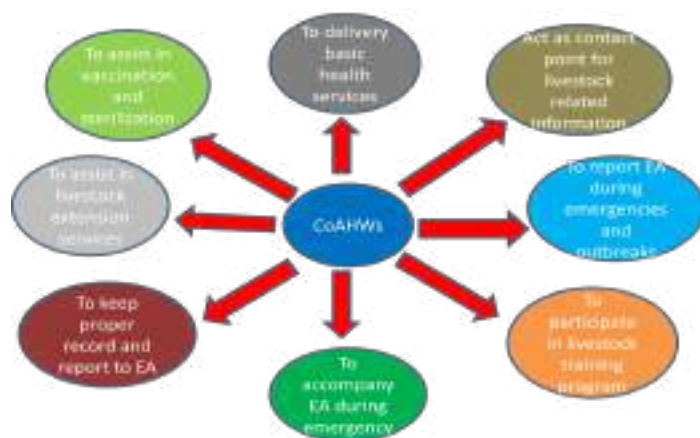 To delivery
basic
health
services
Act as contact
point for
livestock
related
information
To assist in
vaccination
and
sterilization
To assist in
livestock
extension
services
CoAHWs
To report EA
during
emergencies
and
outbreaks
To keep
proper
record and
report to EA
To
accompany
EA during
emergency
To
participate
in livestock
training
program